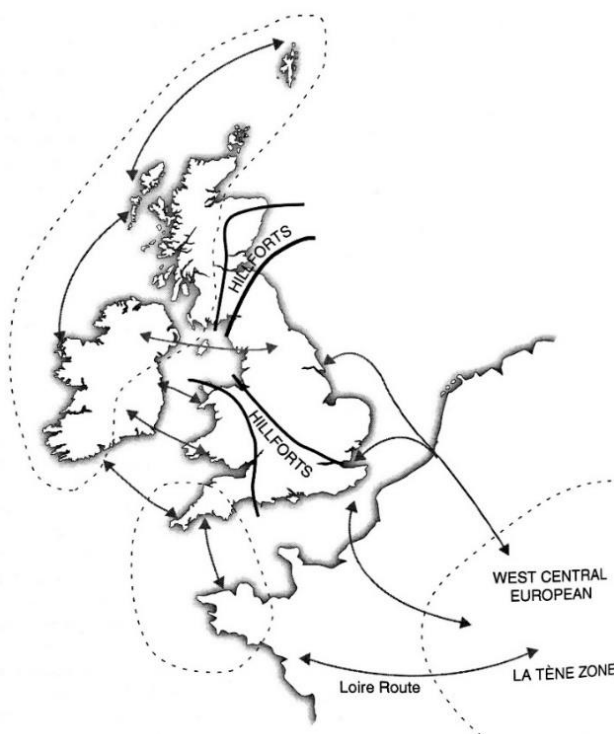 HILLFORTS
HILLFORTS
WEST CENTRAL
EUROPEAN
LA TÈNE ZONE
Loire Route